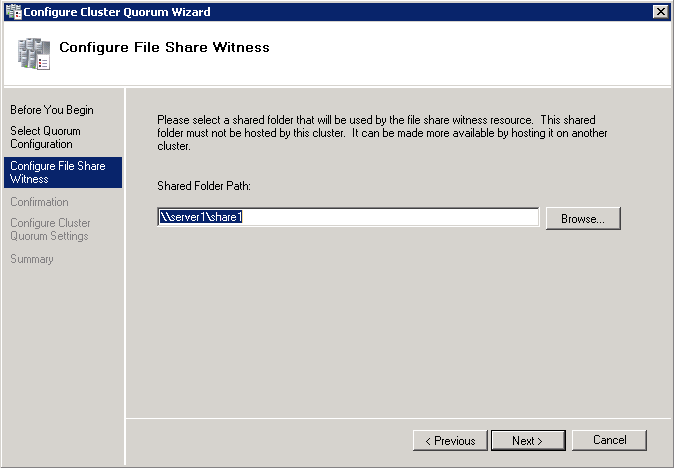 Configure Cluster Quorum Wizard
Configure File Share Witness
Before You Begin
Select Quorum
Configuration
Configure File Share
Witness
Confirmation
Configure Cluster
Quorum Settings
Summary
Please select a shared folder that will be used by the file share witness resource.  This shared
folder must not be hosted by this cluster.  It can be made more available by hosting it on another
cluster.
Shared Folder Path:
\\server1\share1
Browse...
< Previous
Next >
Cancel